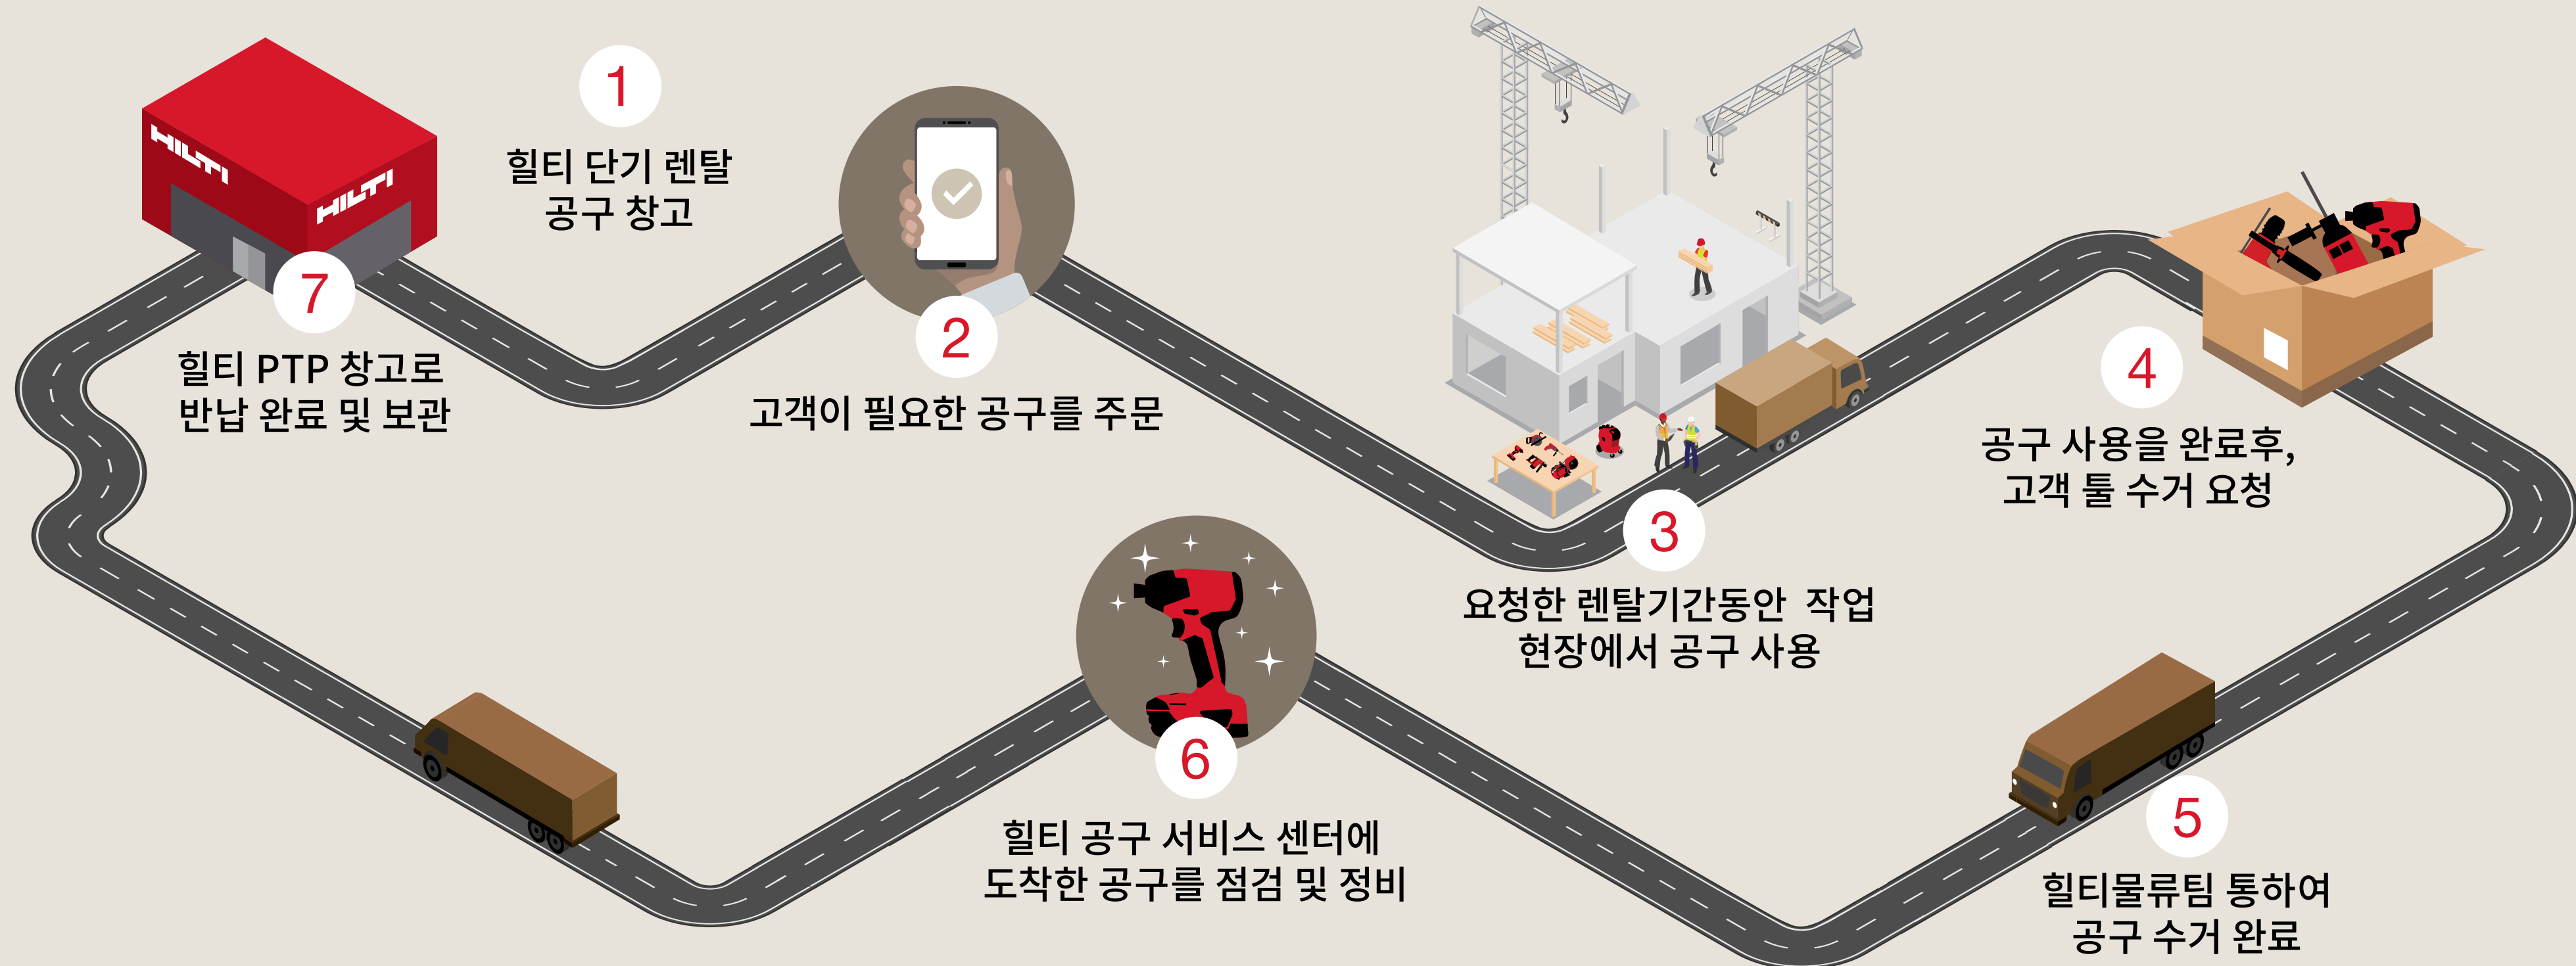 HILTI
HILTI
1
힐티 단기 렌탈
공구 창고
2
고객이 필요한 공구를 주문
3
요청한 렌탈기간동안 작업
현장에서 공구 사용
4
공구 사용을 완료후,
고객 툴 수거 요청
5
힐티물류팀 통하여
공구 수거 완료
6
힐티 공구 서비스 센터에
도착한 공구를 점검 및 정비
7
힐티 PTP 창고로
반납 완료 및 보관